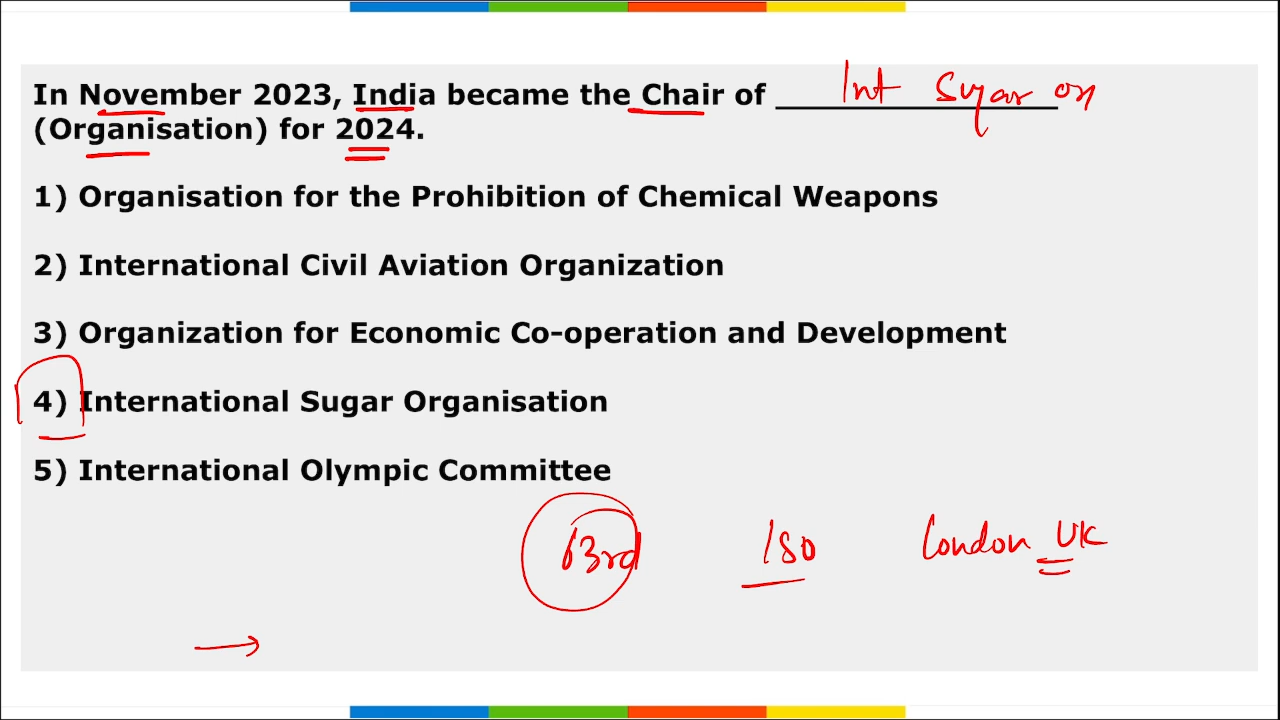 In November 2023, India became the Chair of ____________________ Int Sugar on
(Organisation) for 2024.
1) Organisation for the Prohibition of Chemical Weapons
2) International Civil Aviation Organization
3) Organization for Economic Co-operation and Development
4) International Sugar Organisation
5) International Olympic Committee
63rd ISO London UK